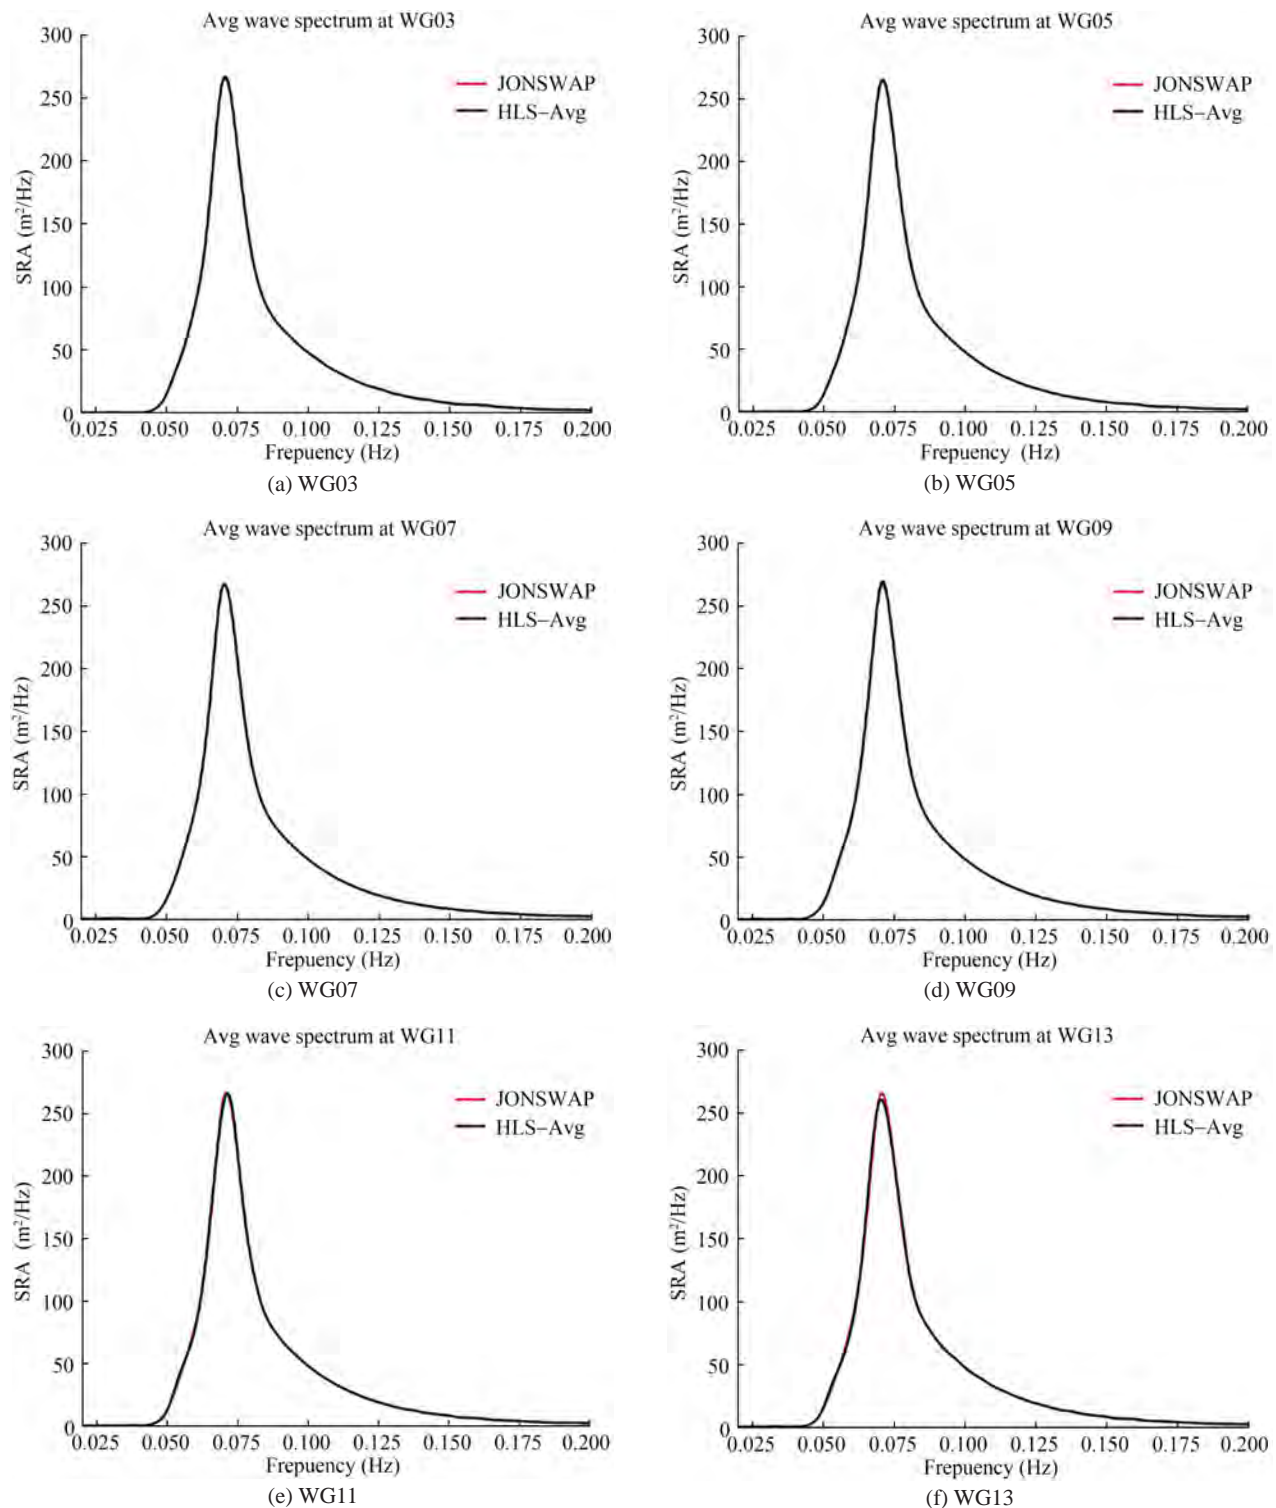 Avg wave spectrum at WG03
300
250
200
150
100
50
0
SRA (m²/Hz)
JONSWAP
HLS−Avg
0.025 0.050 0.075 0.100 0.125 0.150 0.175 0.200
Frepuency (Hz)
(a) WG03
Avg wave spectrum at WG05
300
250
200
150
100
50
0
SRA (m²/Hz)
JONSWAP
HLS−Avg
0.025 0.050 0.075 0.100 0.125 0.150 0.175 0.200
Frepuency (Hz)
(b) WG05
Avg wave spectrum at WG07
300
250
200
150
100
50
0
SRA (m²/Hz)
JONSWAP
HLS−Avg
0.025 0.050 0.075 0.100 0.125 0.150 0.175 0.200
Frepuency (Hz)
(c) WG07
Avg wave spectrum at WG09
300
250
200
150
100
50
0
SRA (m²/Hz)
JONSWAP
HLS−Avg
0.025 0.050 0.075 0.100 0.125 0.150 0.175 0.200
Frepuency (Hz)
(d) WG09
Avg wave spectrum at WG11
300
250
200
150
100
50
0
SRA (m²/Hz)
JONSWAP
HLS−Avg
0.025 0.050 0.075 0.100 0.125 0.150 0.175 0.200
Frepuency (Hz)
(e) WG11
Avg wave spectrum at WG13
300
250
200
150
100
50
0
SRA (m²/Hz)
JONSWAP
HLS−Avg
0.025 0.050 0.075 0.100 0.125 0.150 0.175 0.200
Frepuency (Hz)
(f) WG13